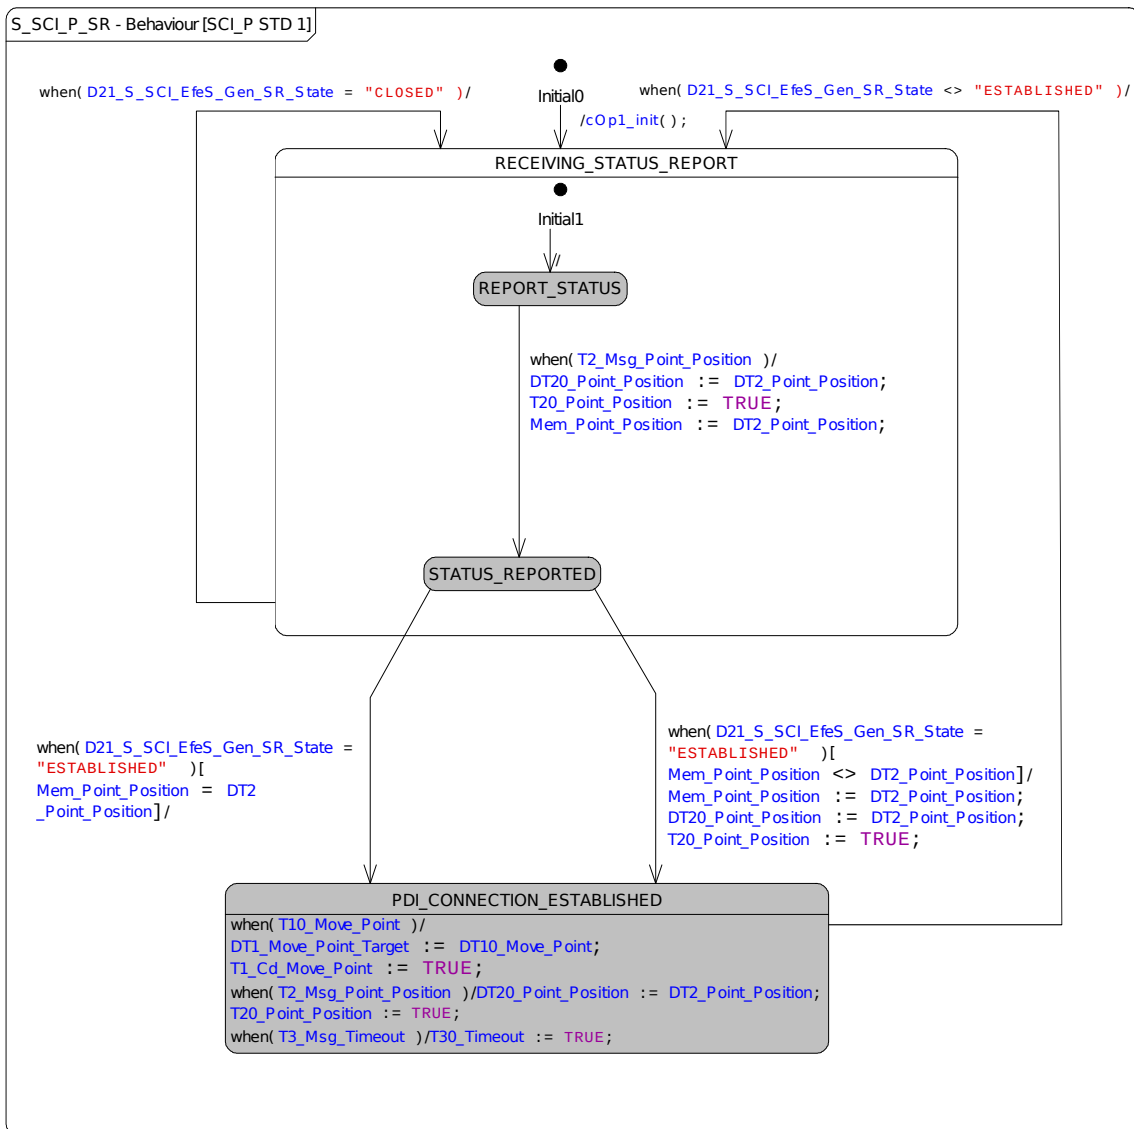 S_SCI_P_SR - Behaviour [SCI_P STD 1]
when( D21_S_SCI_EfeS_Gen_SR_State = "CLOSED" )/
Initial0
when( D21_S_SCI_EfeS_Gen_SR_State <> "ESTABLISHED" )/
/cOp1_init( ) ;
RECEIVING_STATUS_REPORT
Initial1
/
REPORT_STATUS
when( T2_Msg_Point_Position )/
DT20_Point_Position := DT2_Point_Position;
T20_Point_Position := TRUE;
Mem_Point_Position := DT2_Point_Position;
STATUS_REPORTED
when( D21_S_SCI_EfeS_Gen_SR_State =
"ESTABLISHED" )[
Mem_Point_Position = DT2
_Point_Position]/
when( D21_S_SCI_EfeS_Gen_SR_State =
"ESTABLISHED" )[
Mem_Point_Position <> DT2_Point_Position]/
Mem_Point_Position := DT2_Point_Position;
DT20_Point_Position := DT2_Point_Position;
T20_Point_Position := TRUE;
PDI_CONNECTION_ESTABLISHED
when( T10_Move_Point )/
DT1_Move_Point_Target := DT10_Move_Point;
T1_Cd_Move_Point := TRUE;
when( T2_Msg_Point_Position )/DT20_Point_Position := DT2_Point_Position;
T20_Point_Position := TRUE;
when( T3_Msg_Timeout )/T30_Timeout := TRUE;